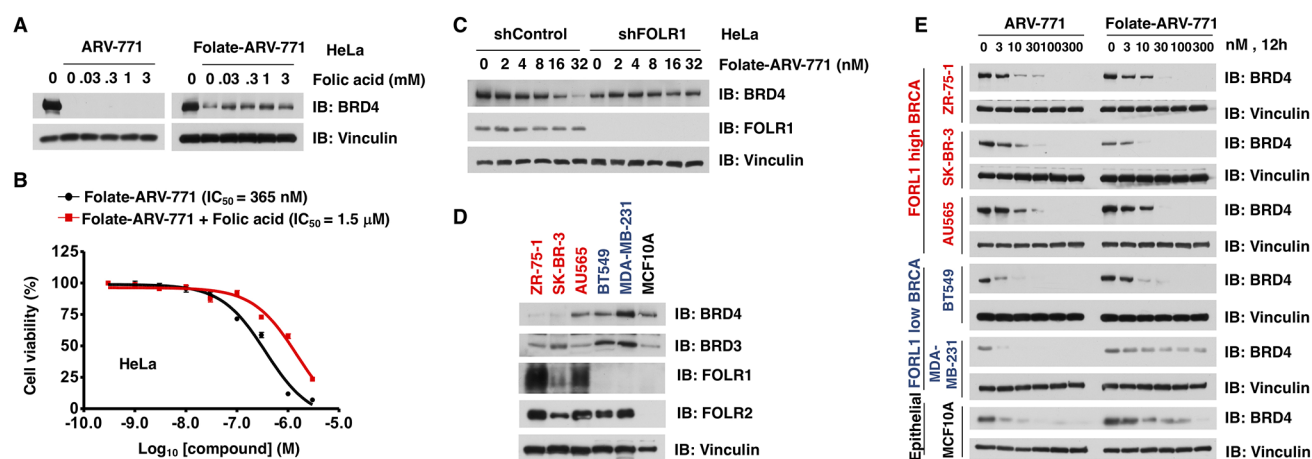 A
ARV-771
Folate-ARV-771
HeLa
0 0 .03 .3 1 3
0 0 .03 .3 1 3
Folic acid (mM)
IB: BRD4
IB: Vinculin
B
Folate-ARV-771 (IC50 = 365 nM)
Folate-ARV-771 + Folic acid (IC50 = 1.5 μM)
Cell viability (%)
125
100
75
50
25
0
HeLa
-10.0 -9.0 -8.0 -7.0 -6.0 -5.0
Log10 [compound] (M)
C
shControl
shFOLR1
HeLa
0 2 4 8 16 32 0 2 4 8 16 32
Folate-ARV-771 (nM)
IB: BRD4
IB: FOLR1
IB: Vinculin
D
ZR-75-1
SK-BR-3
AU565
BT549
MDA-MB-231
MCF10A
IB: BRD4
IB: BRD3
IB: FOLR1
IB: FOLR2
IB: Vinculin
E
ARV-771
Folate-ARV-771
0 3 10 30 100 300
0 3 10 30 100 300
nM , 12h
FORL1 high BRCA
ZR-75-1
IB: BRD4
IB: Vinculin
SK-BR-3
IB: BRD4
IB: Vinculin
AU565
IB: BRD4
IB: Vinculin
FORL1 low BRCA
BT549
IB: BRD4
IB: Vinculin
MDA-
MB-231
IB: BRD4
IB: Vinculin
Epithelial
MCF10A
IB: BRD4
IB: Vinculin